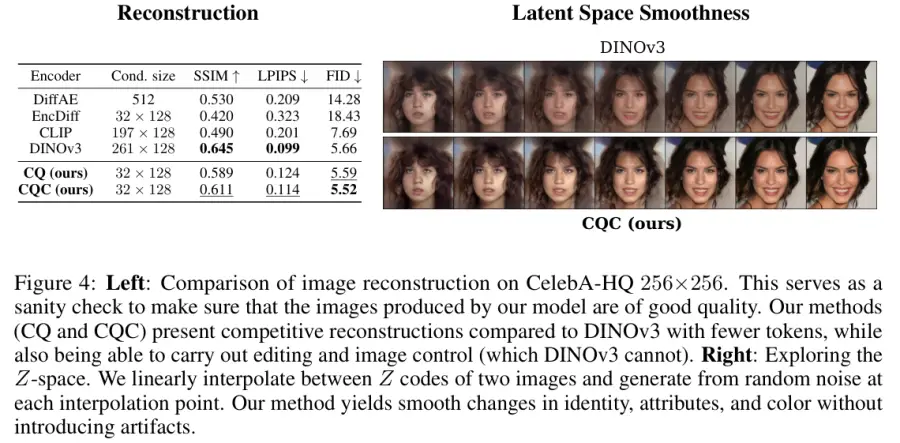 Reconstruction
Encoder Cond. size SSIM ↑ LPIPS ↓ FID ↓
DiffAE 512 0.530 0.209 14.28
EncDiff 32 × 128 0.420 0.323 18.43
CLIP 197 × 128 0.490 0.201 7.69
DINOv3 261 × 128 0.645 0.099 5.66
CQ (ours) 32 × 128 0.589 0.124 5.59
CQC (ours) 32 × 128 0.611 0.114 5.52
Latent Space Smoothness
DINOv3
CQC (ours)
Figure 4: Left: Comparison of image reconstruction on CelebA-HQ 256×256. This serves as a
sanity check to make sure that the images produced by our model are of good quality. Our methods
(CQ and CQC) present competitive reconstructions compared to DINOv3 with fewer tokens, while
also being able to carry out editing and image control (which DINOv3 cannot). Right: Exploring the
Z-space. We linearly interpolate between Z codes of two images and generate from random noise at
each interpolation point. Our method yields smooth changes in identity, attributes, and color without
introducing artifacts.